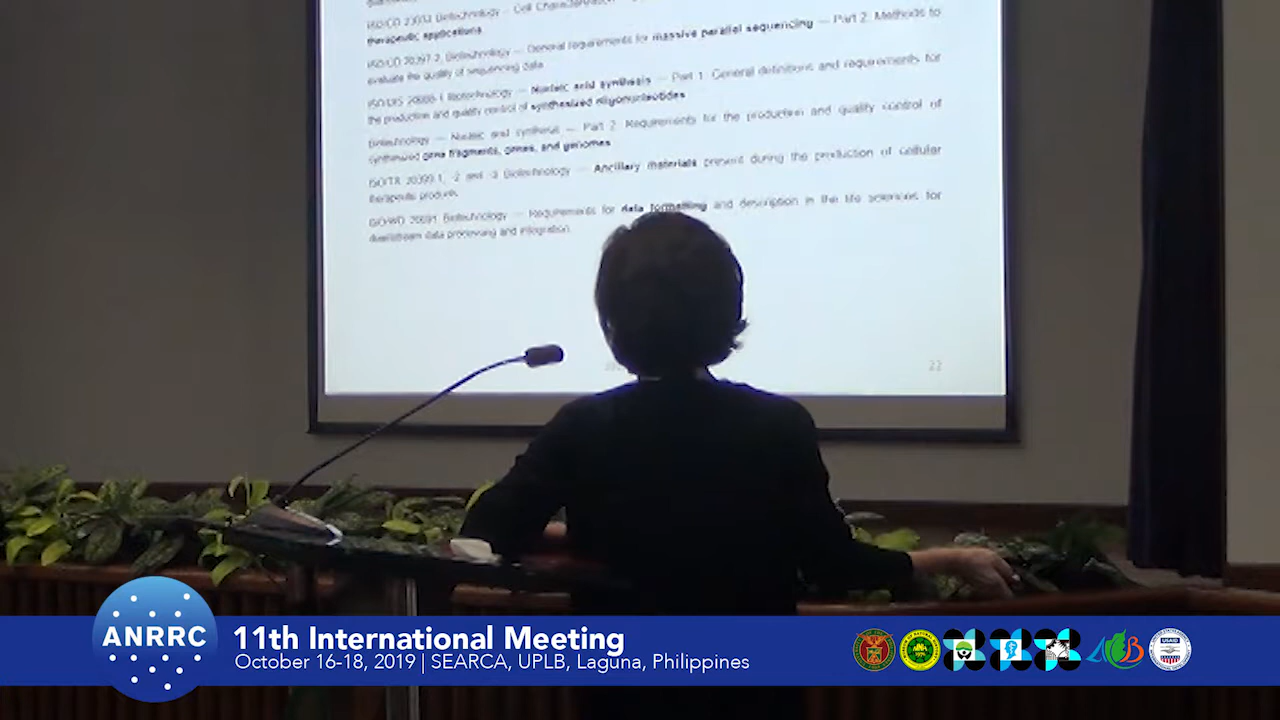 ISO/CD 23033 Biotechnology — Cell Characterization
therapeutic applications.
ISO/CD 20397-2, Biotechnology — General requirements for massive parallel sequencing — Part 2: Methods to
evaluate the quality of sequencing data
ISO/DIS 20688-1 Biotechnology — Nucleic acid synthesis — Part 1: General definitions and requirements for
the production and quality control of synthesized oligonucleotides
Biotechnology — Nucleic acid synthesis — Part 2: Requirements for the production and quality control of
synthesized gene fragments, genes, and genomes
ISO/TR 20399-1, -2 and -3 Biotechnology — Ancillary materials present during the production of cellular
therapeutic products.
ISO/WD 20691 Biotechnology — Requirements for data formatting and description in the life sciences for
downstream data processing and integration.
22
ANRRC
11th International Meeting
October 16-18, 2019 | SEARCA, UPLB, Laguna, Philippines
USAID